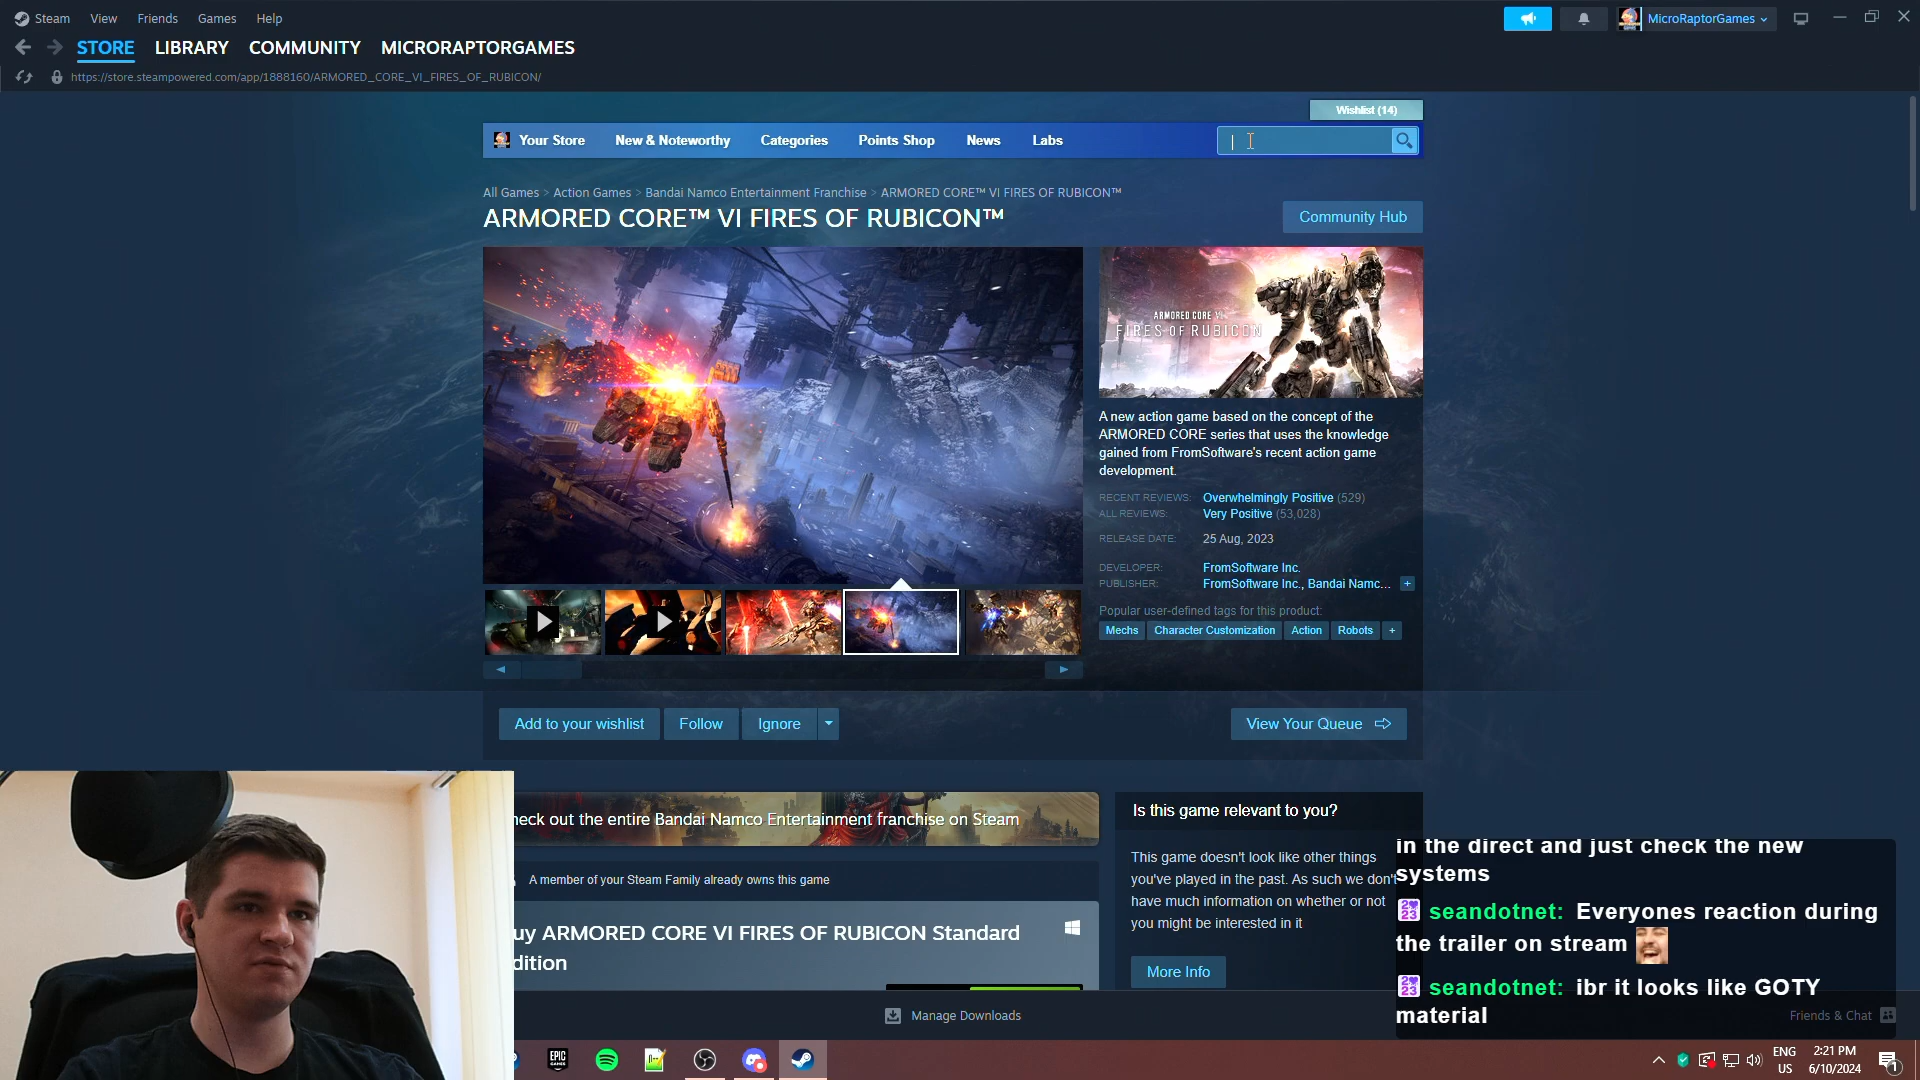 Steam View Friends Games Help
MicroRaptorGames
STORE LIBRARY COMMUNITY MICRORAPTORGAMES
https://store.steampowered.com/app/1888160/ARMORED_CORE_VI_FIRES_OF_RUBICON/
Wishlist (14)
Your Store New & Noteworthy Categories Points Shop News Labs
All Games > Action Games > Bandai Namco Entertainment Franchise > ARMORED CORE™ VI FIRES OF RUBICON™
ARMORED CORE™ VI FIRES OF RUBICON™
Community Hub
ARMORED CORE VI
FIRES OF RUBICON
A new action game based on the concept of the
ARMORED CORE series that uses the knowledge
gained from FromSoftware's recent action game
development.
RECENT REVIEWS: Overwhelmingly Positive (529)
ALL REVIEWS: Very Positive (53,028)
RELEASE DATE: 25 Aug, 2023
DEVELOPER: FromSoftware Inc.
PUBLISHER: FromSoftware Inc., Bandai Namc... +
Popular user-defined tags for this product:
Mechs Character Customization Action Robots +
Add to your wishlist Follow Ignore
View Your Queue
heck out the entire Bandai Namco Entertainment franchise on Steam
A member of your Steam Family already owns this game
uy ARMORED CORE VI FIRES OF RUBICON Standard
dition
Is this game relevant to you?
This game doesn't look like other things
you've played in the past. As such we don't
have much information on whether or not
you might be interested in it
More Info
in the direct and just check the new
systems
seandotnet: Everyones reaction during
the trailer on stream
seandotnet: ibr it looks like GOTY
material
Manage Downloads
Friends & Chat
EPIC
GAMES
ENG
US
2:21 PM
6/10/2024
1